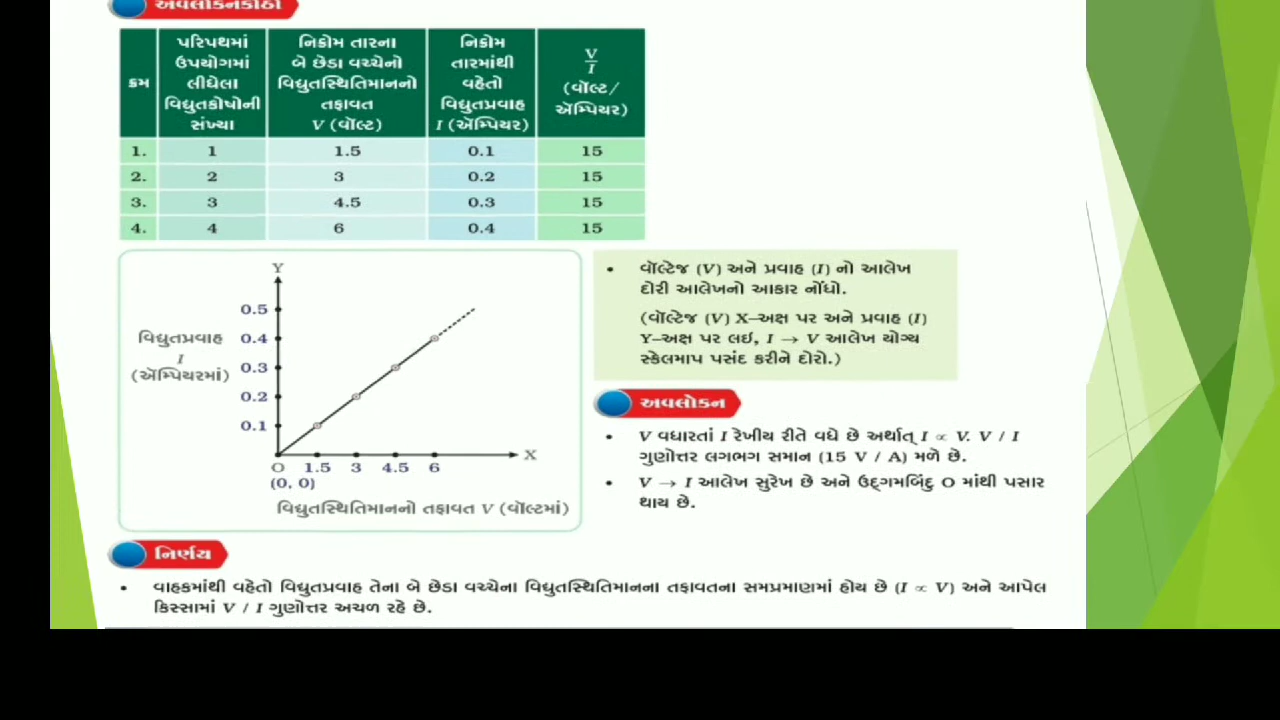 અવલોકનકોઠો
ક્રમ
પરિપથમાં
ઉપયોગમાં
લીધેલા
વિદ્યુતકોષોની
સંખ્યા
નિક્રોમ તારના
બે છેડા વચ્ચેનો
વિદ્યુતસ્થિતિમાનનો
તફાવત
V (વૉલ્ટ)
નિક્રોમ
તારમાંથી
વહેતો
વિદ્યુતપ્રવાહ
I (ઍમ્પિયર)
V
I
(વૉલ્ટ/
ઍમ્પિયર)
1. 1 1.5 0.1 15
2. 2 3 0.2 15
3. 3 4.5 0.3 15
4. 4 6 0.4 15
Y
0.5
0.4
0.3
0.2
0.1
વિદ્યુતપ્રવાહ
I
(ઍમ્પિયરમાં)
O 1.5 3 4.5 6 X
(0, 0)
વિદ્યુતસ્થિતિમાનનો તફાવત V (વૉલ્ટમાં)
• વૉલ્ટેજ (V) અને પ્રવાહ (I) નો આલેખ
દોરી આલેખનો આકાર નોંધો.
(વૉલ્ટેજ (V) X–અક્ષ પર અને પ્રવાહ (I)
Y–અક્ષ પર લઇ, I → V આલેખ યોગ્ય
સ્કેલમાપ પસંદ કરીને દોરો.)
અવલોકન
• V વધારતાં I રેખીય રીતે વધે છે અર્થાત્ I ∝ V. V / I
ગુણોત્તર લગભગ સમાન (15 V / A) મળે છે.
• V → I આલેખ સુરેખ છે અને ઉદ્ગમબિંદુ O માંથી પસાર
થાય છે.
નિર્ણય
• વાહકમાંથી વહેતો વિદ્યુતપ્રવાહ તેના બે છેડા વચ્ચેના વિદ્યુતસ્થિતિમાનના તફાવતના સમપ્રમાણમાં હોય છે (I ∝ V) અને આપેલ
કિસ્સામાં V / I ગુણોત્તર અચળ રહે છે.